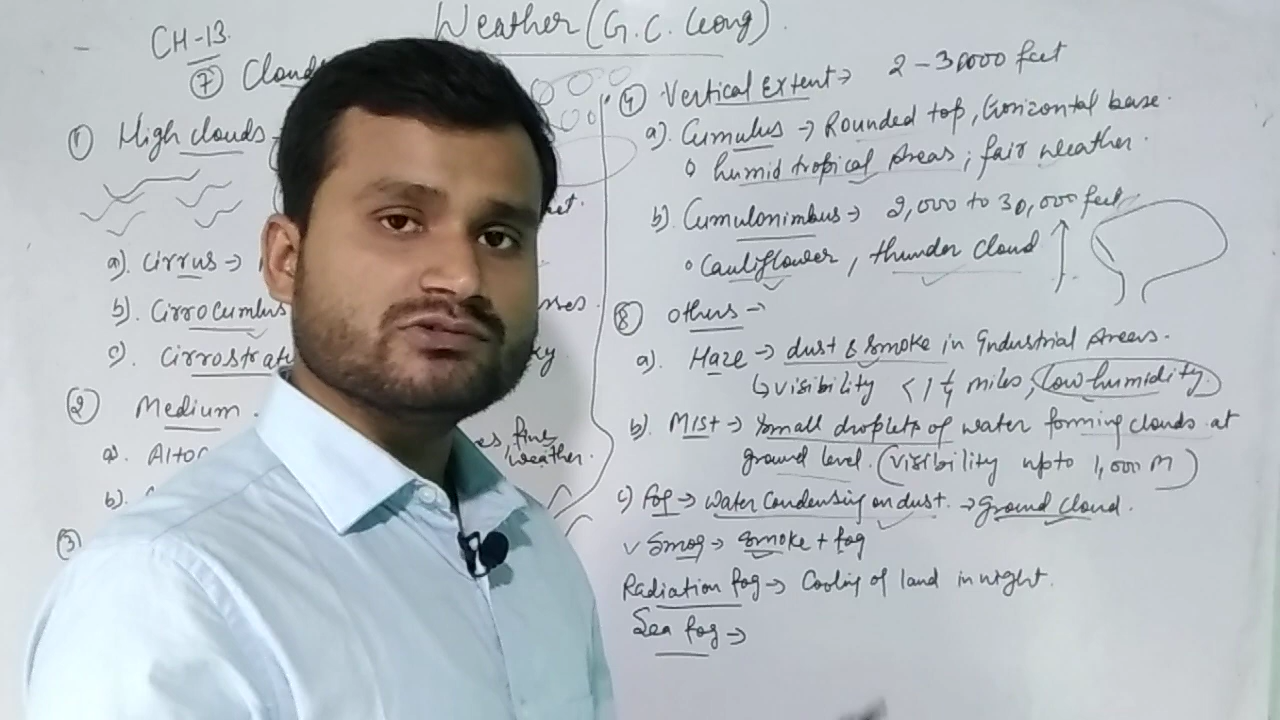 Weather (G.C. Leong)
CH-13.
7 Clouds
1 High clouds-
a). Cirrus →
b). Cirrocumlus
c). Cirrostrat
sky.
2 Medium.
a. Altoc
fine
weather.
b).
3
4 Vertical Extent → 2-30000 feet
a). Cumulus → Rounded top, horizontal base.
humid tropical Areas; fair weather.
b). Cumulonimbus → 2,000 to 30,000 feet
Cauliflower, thunder cloud
8 Others →
a). Haze → dust & smoke in Industrial Areas.
↳ visibility < 1 1/4 miles, low humidity.
b). Mist → Small droplets of water forming clouds at
ground level. (visibility upto 1,000 M)
c) Fog → water Condensing on dust. → Ground cloud.
Smog → smoke + fog
Radiation fog → Cooling of land in night.
Sea fog →